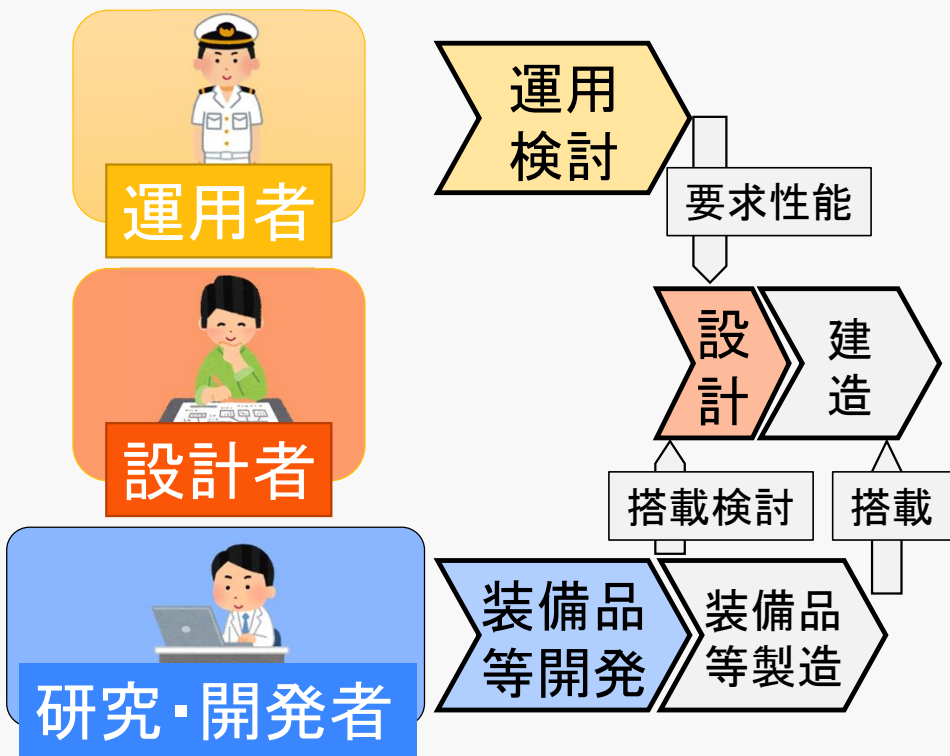 運用者
運用
検討
要求性能
設計者
設
計
建
造
搭載検討
搭載
研究・開発者
装備品
等開発
装備品
等製造